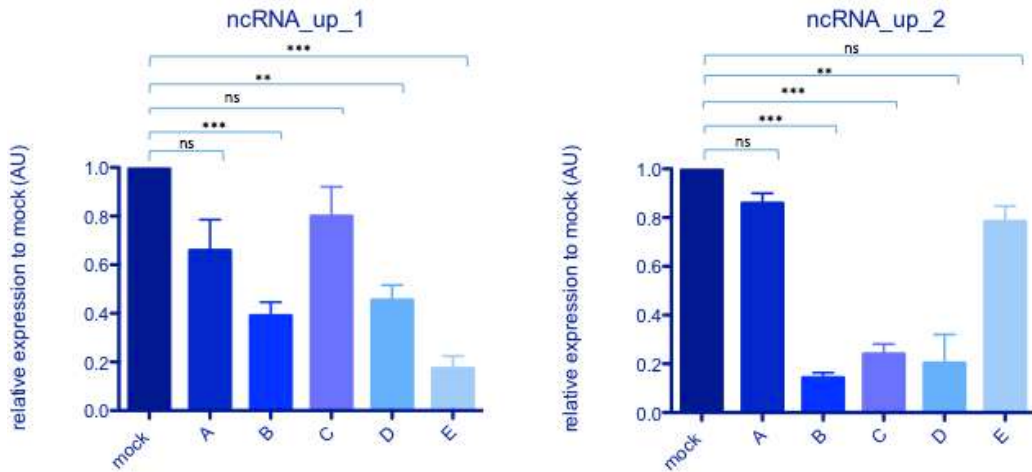 ncRNA_up_1
***
**
ns
***
ns
relative expression to mock (AU)
1.0
0.8
0.6
0.4
0.2
0.0
mock
A
B
C
D
E
ncRNA_up_2
ns
**
***
***
ns
relative expression to mock (AU)
1.0
0.8
0.6
0.4
0.2
0.0
mock
A
B
C
D
E